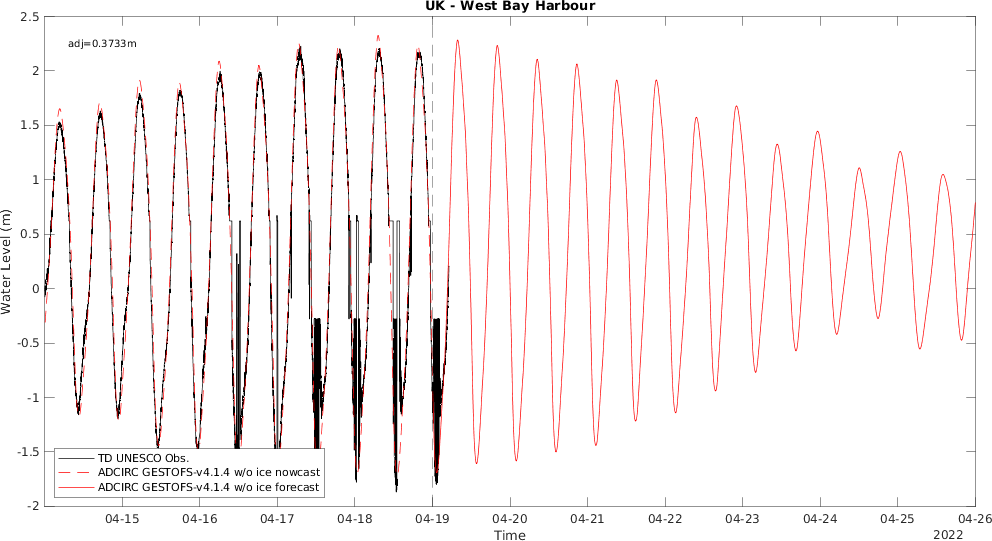 UK - West Bay Harbour
adj=0.3733m
2.5
2
1.5
1
0.5
0
-0.5
-1
-1.5
-2
Water Level (m)
TD UNESCO Obs.
ADCIRC GESTOFS-v4.1.4 w/o ice nowcast
ADCIRC GESTOFS-v4.1.4 w/o ice forecast
04-15 04-16 04-17 04-18 04-19 04-20 04-21 04-22 04-23 04-24 04-25 04-26
Time
2022